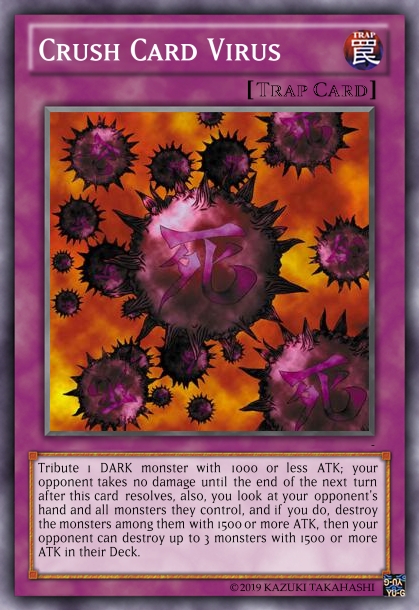 CRUSH CARD VIRUS
TRAP
罠
[TRAP CARD]
死
死
死
Tribute 1 DARK monster with 1000 or less ATK; your
opponent takes no damage until the end of the next turn
after this card resolves, also, you look at your opponent's
hand and all monsters they control, and if you do, destroy
the monsters among them with 1500 or more ATK, then your
opponent can destroy up to 3 monsters with 1500 or more
ATK in their Deck.
©2019 KAZUKI TAKAHASHI